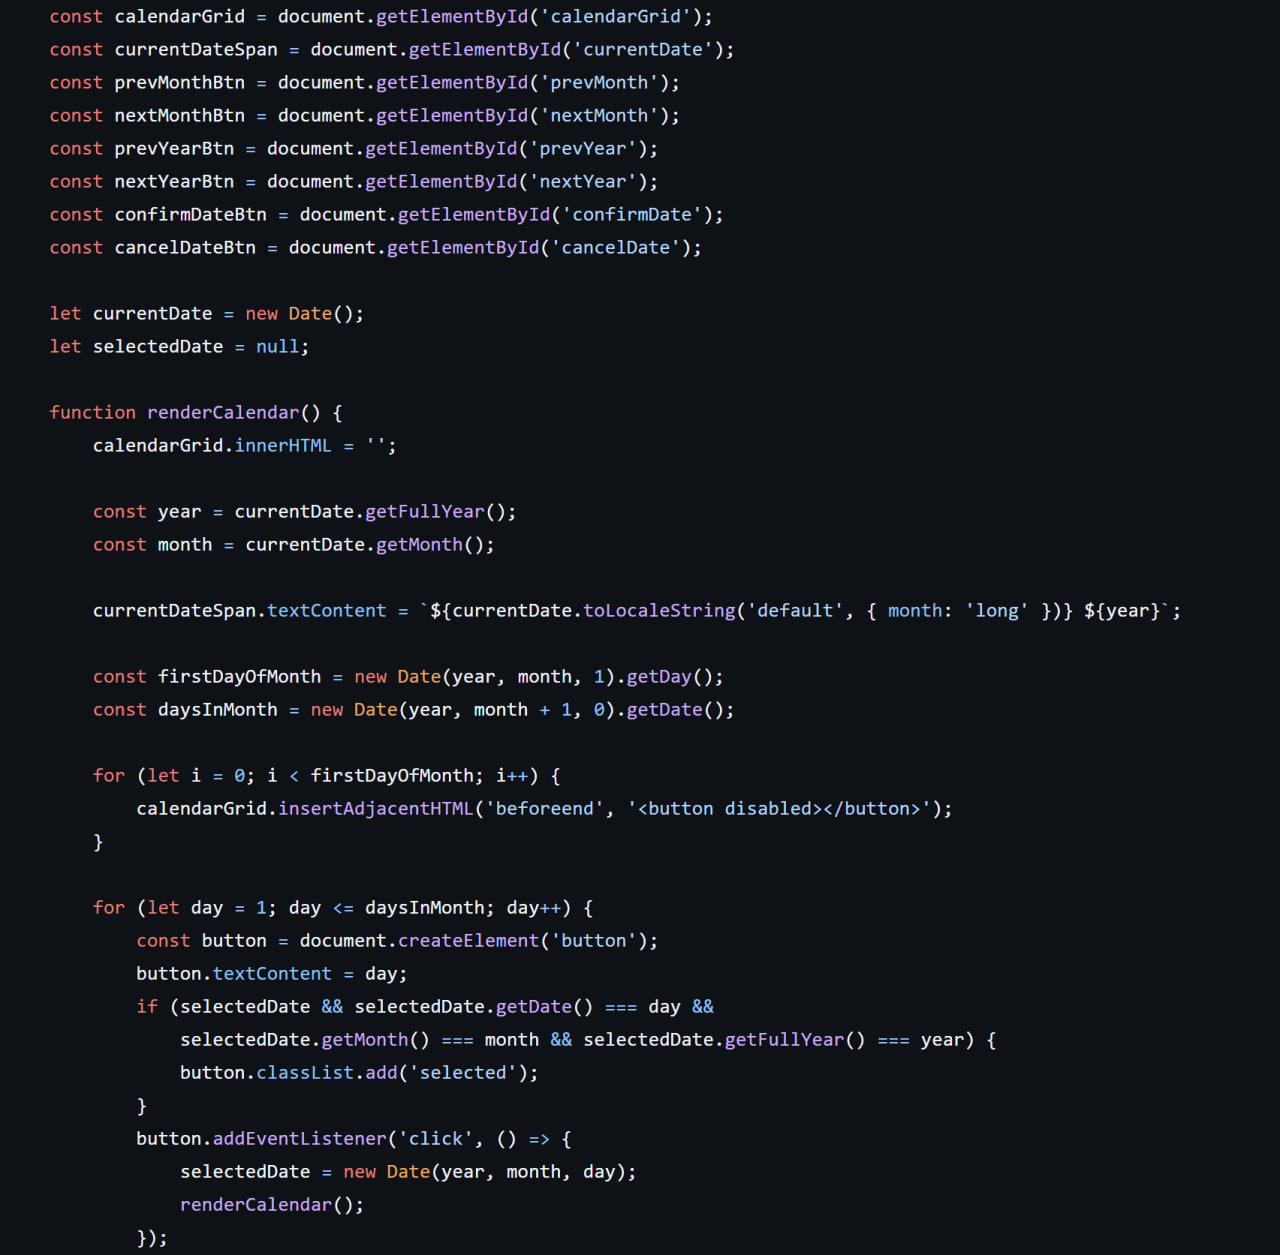 const calendarGrid = document.getElementById('calendarGrid');
const currentDateSpan = document.getElementById('currentDate');
const prevMonthBtn = document.getElementById('prevMonth');
const nextMonthBtn = document.getElementById('nextMonth');
const prevYearBtn = document.getElementById('prevYear');
const nextYearBtn = document.getElementById('nextYear');
const confirmDateBtn = document.getElementById('confirmDate');
const cancelDateBtn = document.getElementById('cancelDate');

let currentDate = new Date();
let selectedDate = null;

function renderCalendar() {
    calendarGrid.innerHTML = '';

    const year = currentDate.getFullYear();
    const month = currentDate.getMonth();

    currentDateSpan.textContent = `${currentDate.toLocaleString('default', { month: 'long' })} ${year}`;

    const firstDayOfMonth = new Date(year, month, 1).getDay();
    const daysInMonth = new Date(year, month + 1, 0).getDate();

    for (let i = 0; i < firstDayOfMonth; i++) {
        calendarGrid.insertAdjacentHTML('beforeend', '<button disabled></button>');
    }

    for (let day = 1; day <= daysInMonth; day++) {
        const button = document.createElement('button');
        button.textContent = day;
        if (selectedDate && selectedDate.getDate() === day &&
            selectedDate.getMonth() === month && selectedDate.getFullYear() === year) {
            button.classList.add('selected');
        }
        button.addEventListener('click', () => {
            selectedDate = new Date(year, month, day);
            renderCalendar();
        });